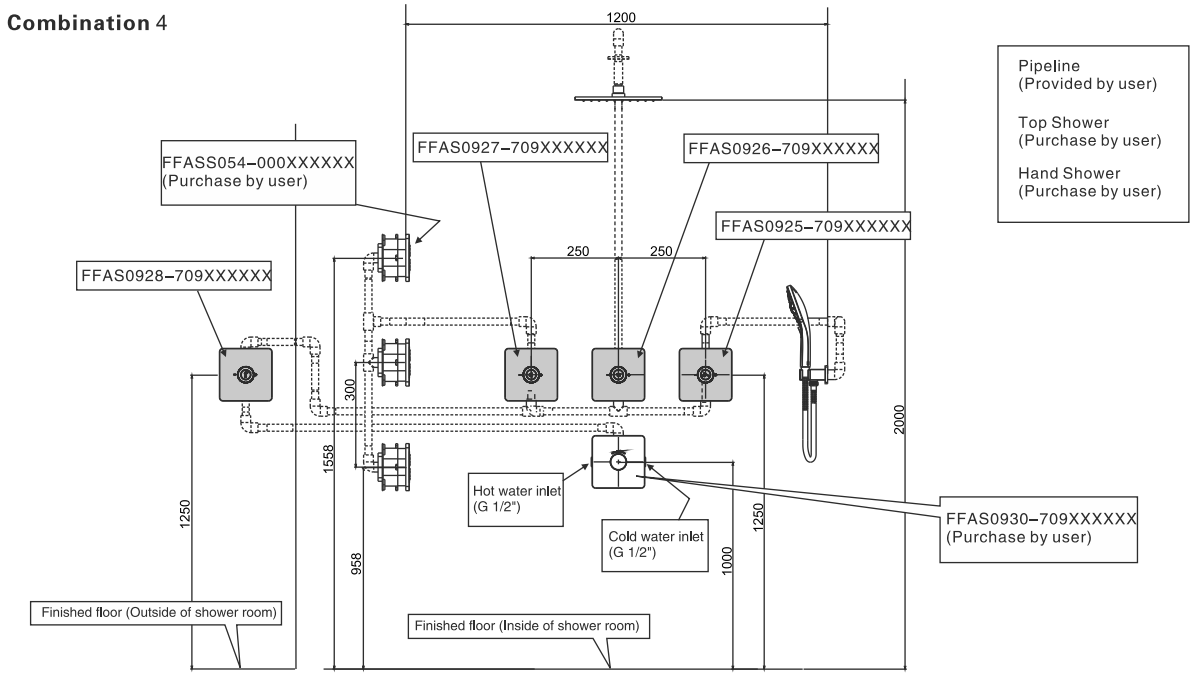 Combination 4
1200
Pipeline
(Provided by user)
Top Shower
(Purchase by user)
Hand Shower
(Purchase by user)
FFASS054-000XXXXXX
(Purchase by user)
FFAS0927-709XXXXXX
FFAS0926-709XXXXXX
FFAS0925-709XXXXXX
FFAS0928-709XXXXXX
250
250
300
1558
958
1250
2000
1250
1000
Hot water inlet
(G 1/2")
Cold water inlet
(G 1/2")
FFAS0930-709XXXXXX
(Purchase by user)
Finished floor (Outside of shower room)
Finished floor (Inside of shower room)